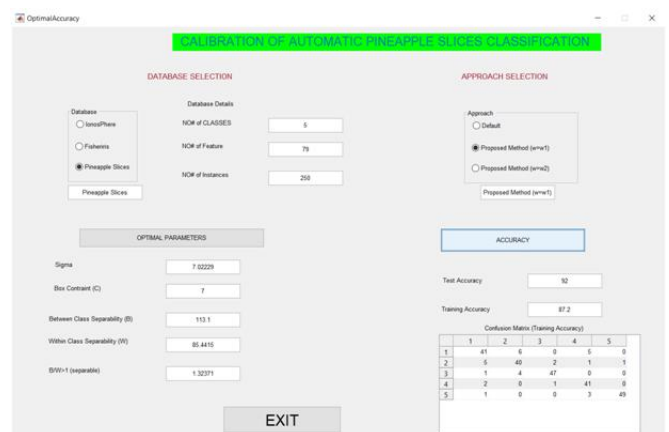 OptimalAccuracy
CALIBRATION OF AUTOMATIC PINEAPPLE SLICES CLASSIFICATION
DATABASE SELECTION
Database
IonosPhere
Fisheriris
Pineapple Slices
Pineapple Slices
Database Details
NO# of CLASSES 5
NO# of Feature 79
NO# of Instances 250
APPROACH SELECTION
Approach
Default
Proposed Method (w=w1)
Proposed Method (w=w2)
Proposed Method (w=w1)
OPTIMAL PARAMETERS
Sigma 7.02229
Box Contraint (C) 7
Between Class Separability (B) 113.1
Within Class Separability (W) 85.4415
B/W>1 (separable) 1.32371
EXIT
ACCURACY
Test Accuracy 92
Training Accuracy 87.2
Confusion Matrix (Training Accuracy)
1 2 3 4 5
1 41 6 0 5 0
2 5 40 2 1 1
3 1 4 47 0 0
4 2 0 1 41 0
5 1 0 0 3 49